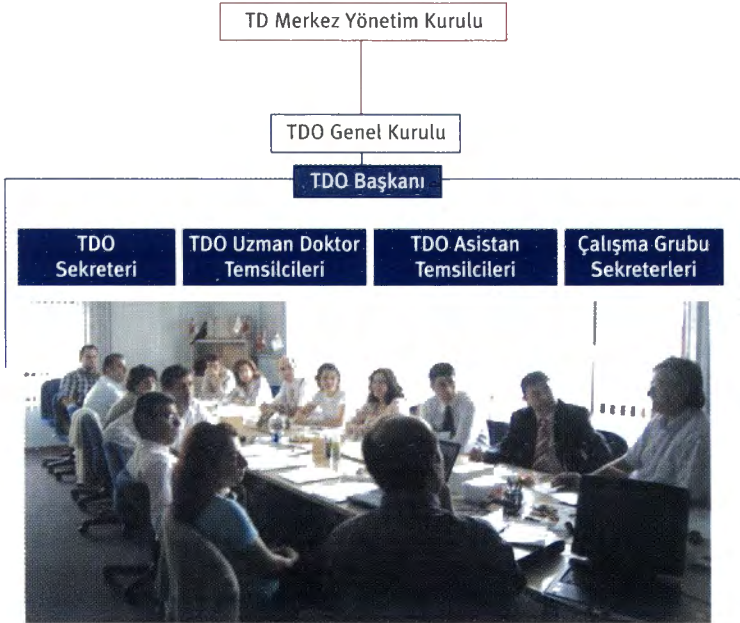 TD Merkez Yönetim Kurulu
TDO Genel Kurulu
TDO Başkanı
TDO
Sekreteri
TDO Uzman Doktor
Temsilcileri
TDO Asistan
Temsilcileri
Çalışma Grubu
Sekreterleri